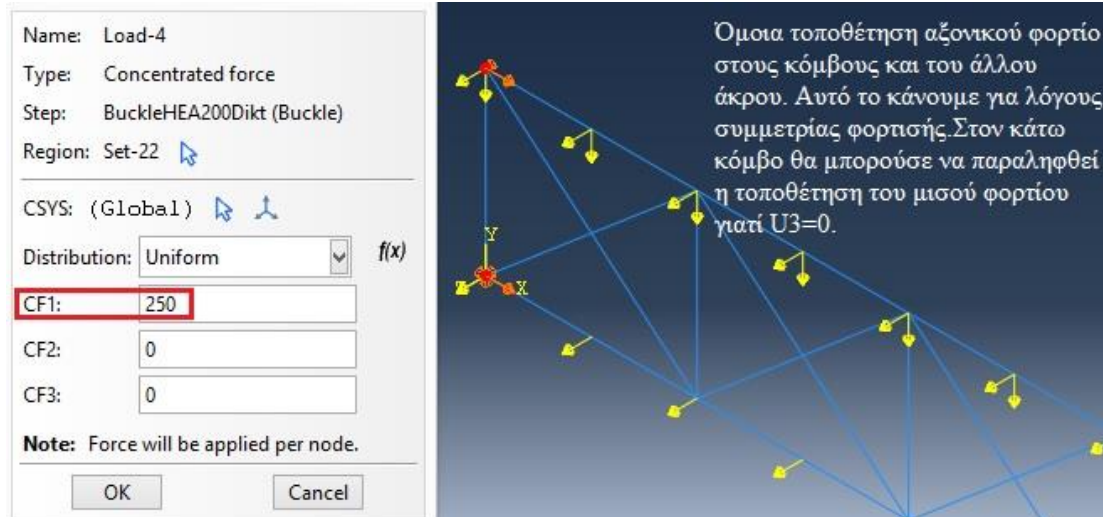 Name: Load-4
Type: Concentrated force
Step: BuckleHEA200Dikt (Buckle)
Region: Set-22
CSYS: (Global)
Distribution: Uniform f(x)
CF1: 250
CF2: 0
CF3: 0
Note: Force will be applied per node.
OK Cancel
Όμοια τοποθέτηση αξονικού φορτίο
στους κόμβους και του άλλου
άκρου. Αυτό το κάνουμε για λόγους
συμμετρίας φορτισής.Στον κάτω
κόμβο θα μπορούσε να παραληφθεί
η τοποθέτηση του μισού φορτίου
γιατί U3=0.
Y
Z X